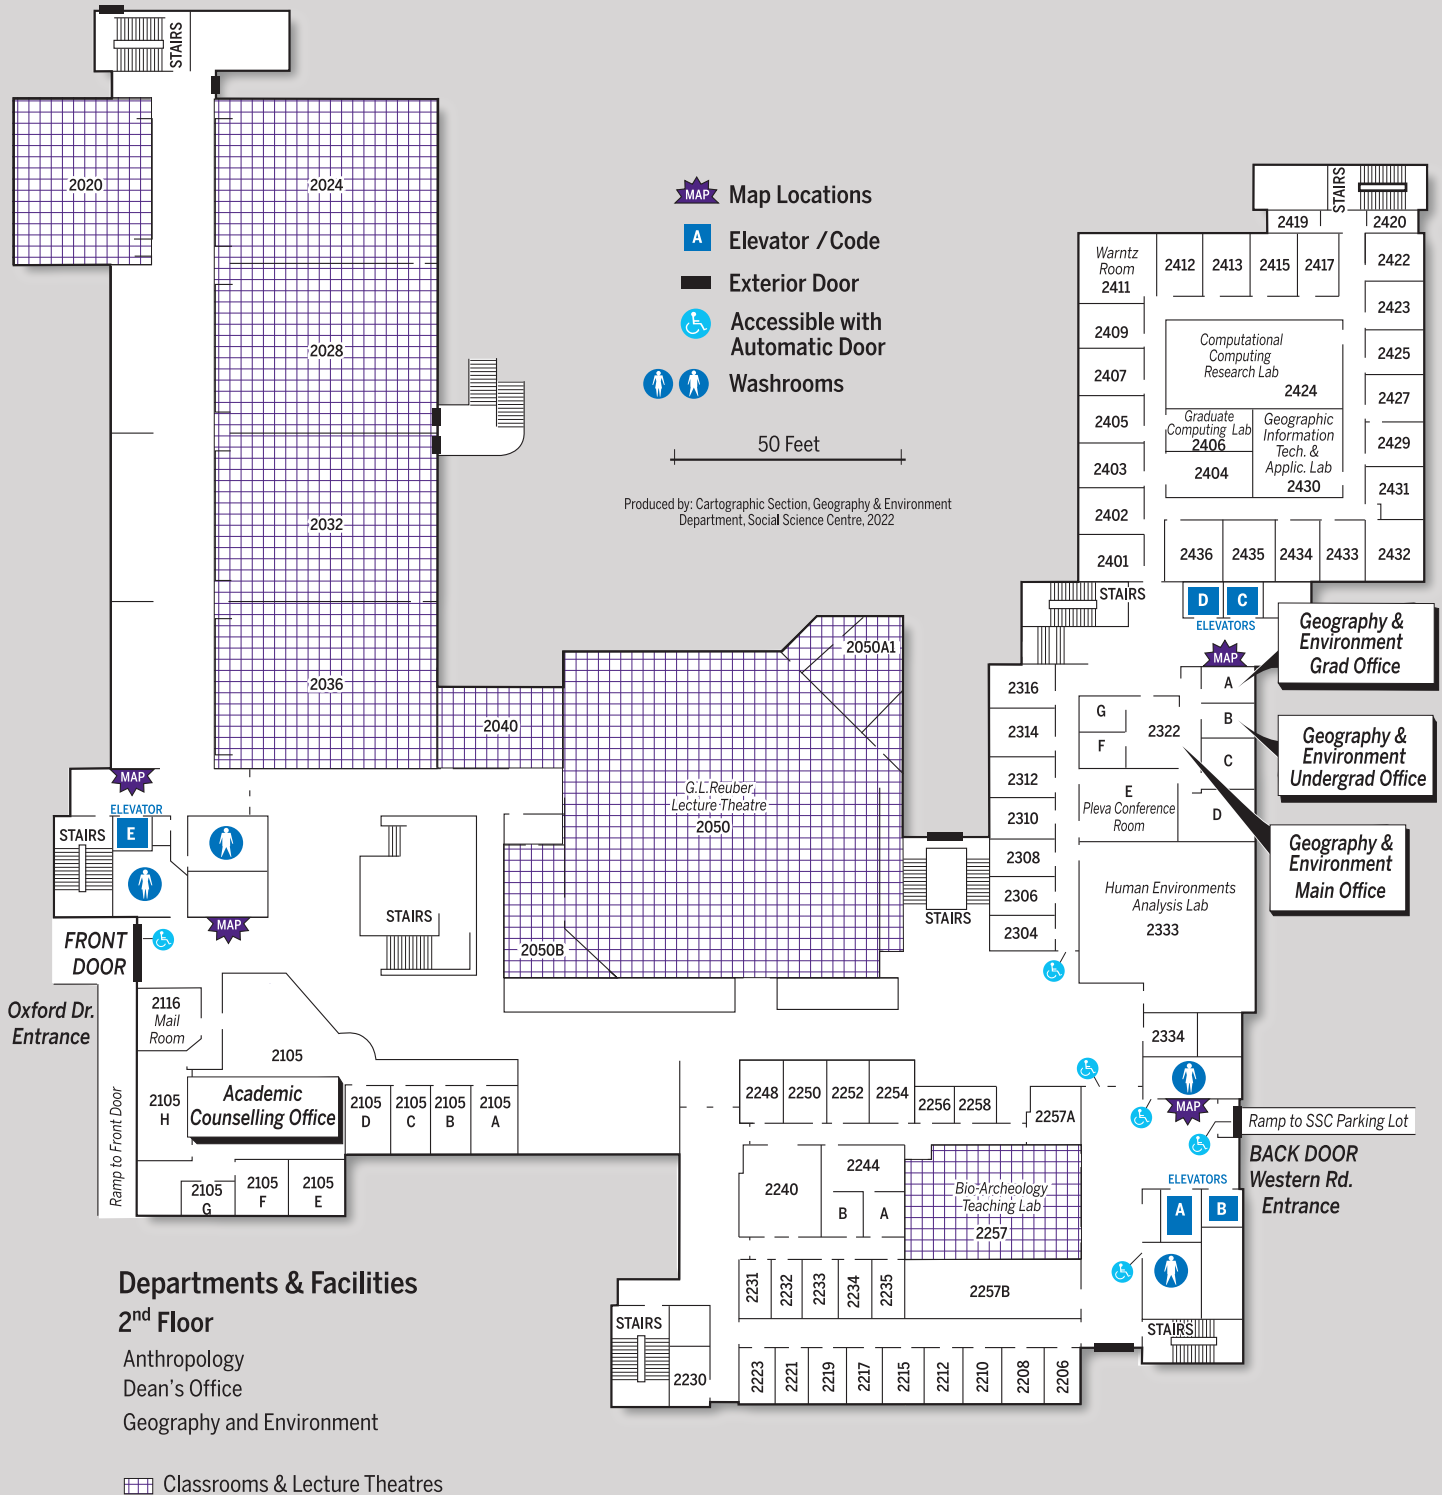 STAIRS
2020
2024
2028
2032
2036
2040
MAP Map Locations
A Elevator / Code
Exterior Door
Accessible with
Automatic Door
Washrooms
50 Feet
Produced by: Cartographic Section, Geography & Environment
Department, Social Science Centre, 2022
STAIRS
2419
2420
Warntz
Room
2411
2412
2413
2415
2417
2422
2423
2425
2427
2429
2431
2432
2409
2407
2405
2403
2402
2401
Computational
Computing
Research Lab
2424
Graduate
Computing Lab
2406
2404
Geographic
Information
Tech. &
Applic. Lab
2430
2436
2435
2434
2433
STAIRS
D
C
ELEVATORS
MAP
Geography &
Environment
Grad Office
Geography &
Environment
Undergrad Office
Geography &
Environment
Main Office
A
B
C
D
G
F
2322
E
Pleva Conference
Room
2316
2314
2312
2310
2308
2306
2304
Human Environments
Analysis Lab
2333
2334
2050A1
G.L.Reuber
Lecture Theatre
2050
2050B
STAIRS
MAP
ELEVATOR
E
STAIRS
MAP
STAIRS
FRONT
DOOR
Oxford Dr.
Entrance
Ramp to Front Door
2116
Mail
Room
2105
Academic
Counselling Office
2105
H
2105
D
2105
C
2105
B
2105
A
2105
G
2105
F
2105
E
2248
2250
2252
2254
2256
2258
2257A
2240
2244
B
A
Bio-Archeology
Teaching Lab
2257
2231
2232
2233
2234
2235
2257B
2223
2221
2219
2217
2215
2212
2210
2208
2206
STAIRS
2230
MAP
Ramp to SSC Parking Lot
BACK DOOR
Western Rd.
Entrance
ELEVATORS
A
B
STAIRS
Departments & Facilities
2nd Floor
Anthropology
Dean's Office
Geography and Environment
Classrooms & Lecture Theatres